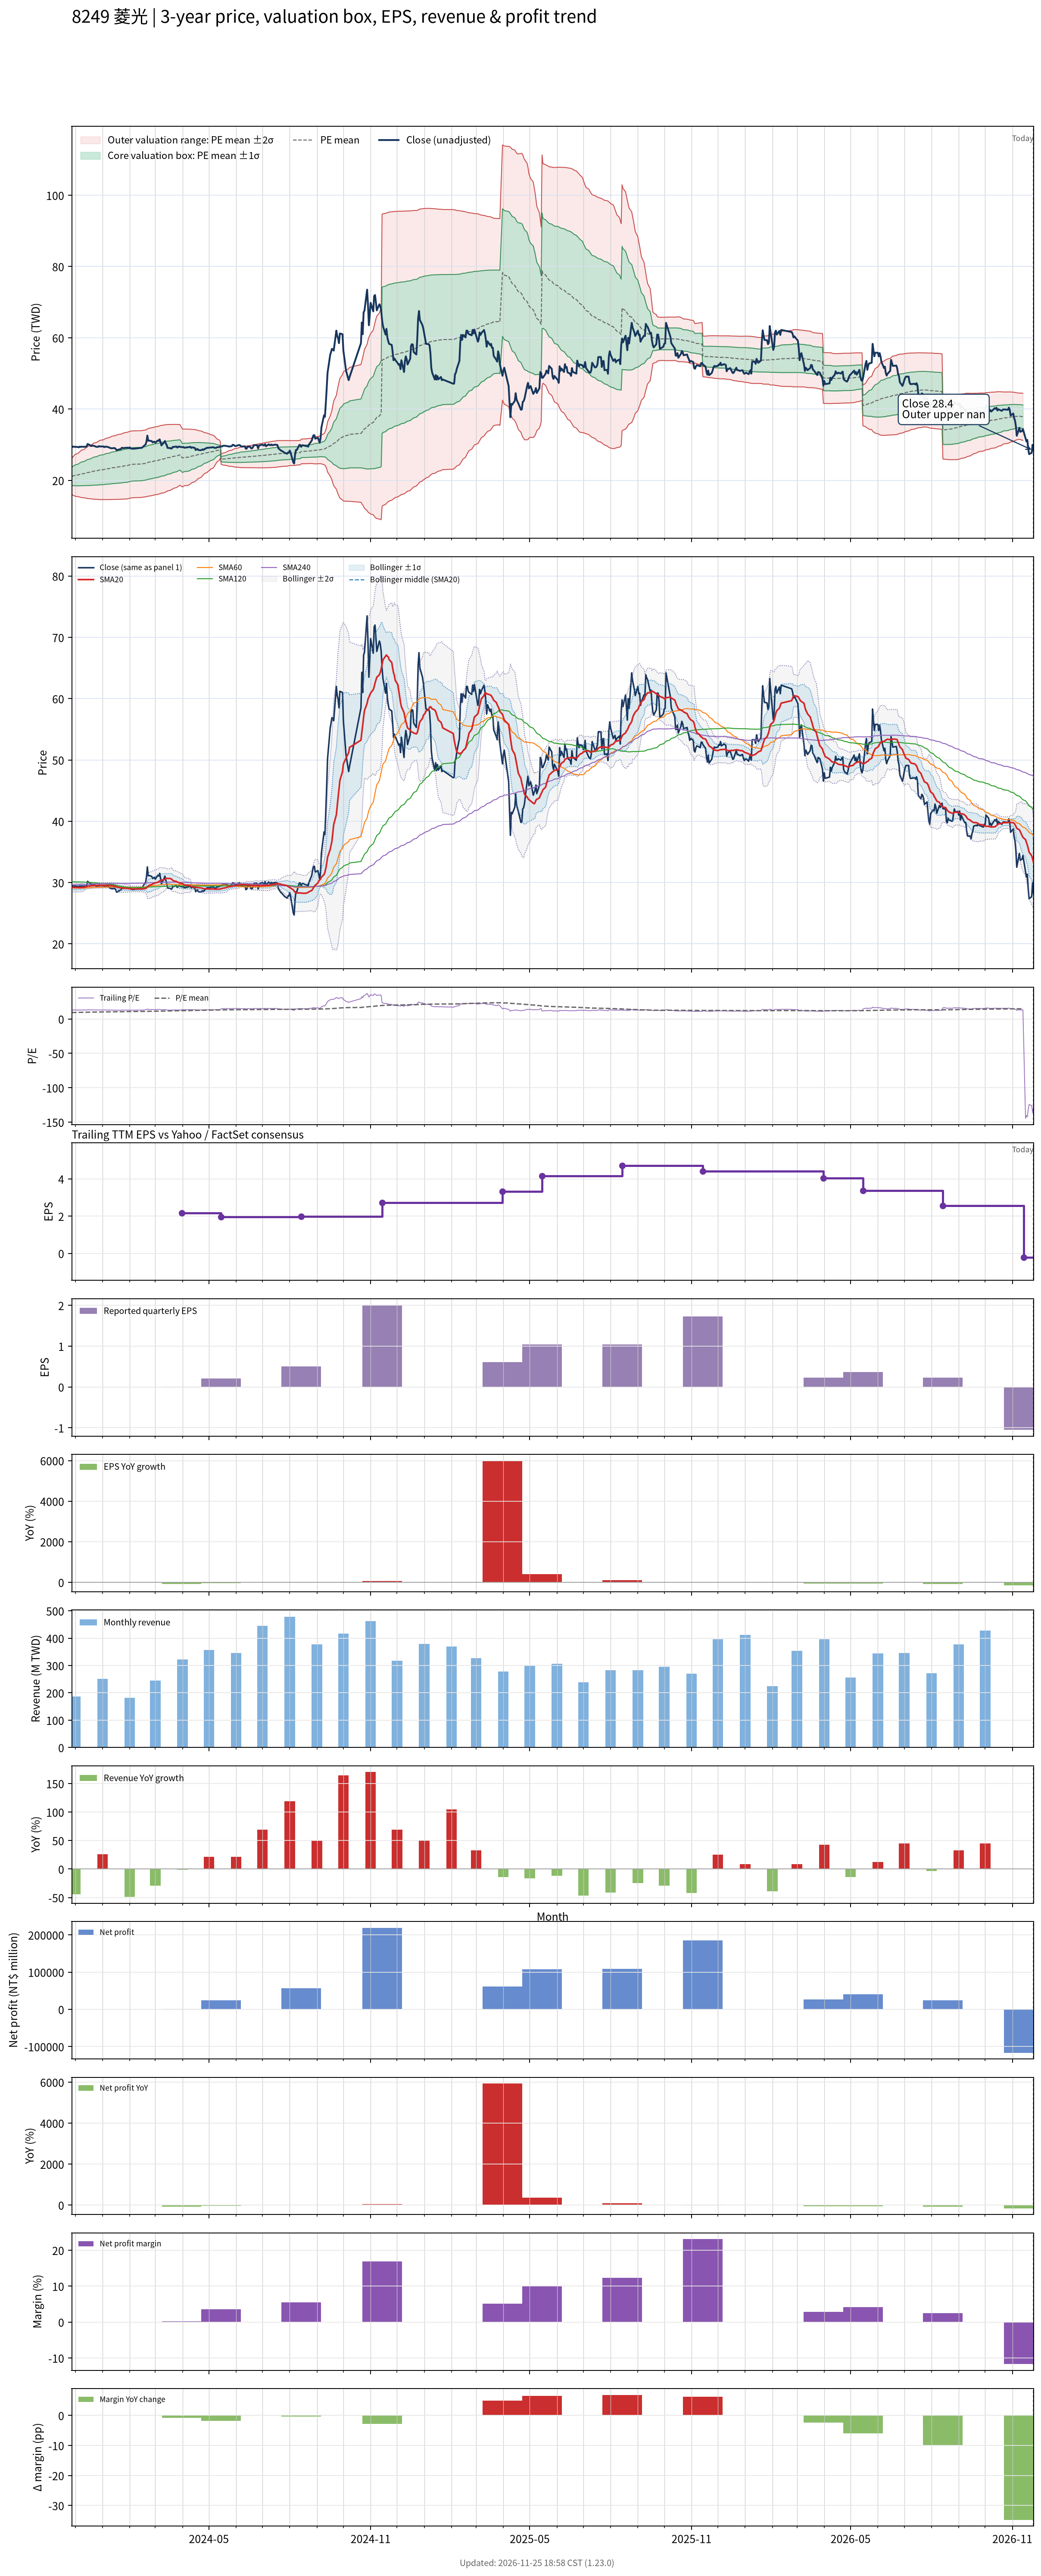 8249 菱光 | 3-year price, valuation box, EPS, revenue & profit trend
Outer valuation range: PE mean ±2σ
Core valuation box: PE mean ±1σ
PE mean
Close (unadjusted)
Today
100
80
60
40
20
Price (TWD)
Close 28.4
Outer upper nan
Close (same as panel 1)
SMA20
SMA60
SMA120
SMA240
Bollinger ±2σ
Bollinger ±1σ
Bollinger middle (SMA20)
80
70
60
50
40
30
20
Price
Trailing P/E
P/E mean
0
-50
-100
-150
P/E
Trailing TTM EPS vs Yahoo / FactSet consensus
Today
4
2
0
EPS
Reported quarterly EPS
2
1
0
-1
EPS
EPS YoY growth
6000
4000
2000
0
YoY (%)
Monthly revenue
500
400
300
200
100
0
Revenue (M TWD)
Revenue YoY growth
150
100
50
0
-50
YoY (%)
Month
Net profit
200000
100000
0
-100000
Net profit (NT$ million)
Net profit YoY
6000
4000
2000
0
YoY (%)
Net profit margin
20
10
0
-10
Margin (%)
Margin YoY change
0
-10
-20
-30
Δ margin (pp)
2024-05
2024-11
2025-05
2025-11
2026-05
2026-11
Updated: 2026-11-25 18:58 CST (1.23.0)